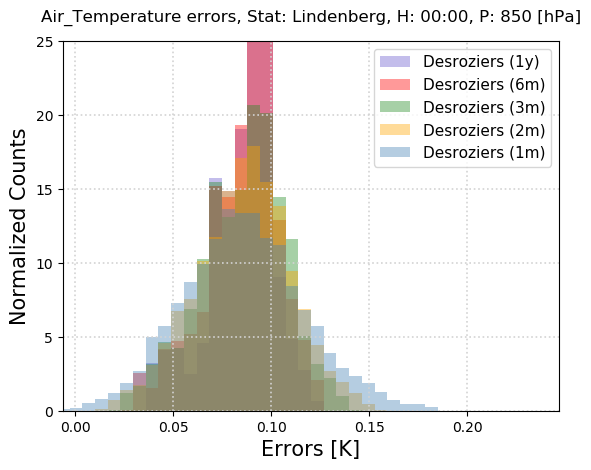 Air_Temperature errors, Stat: Lindenberg, H: 00:00, P: 850 [hPa]
25
20
15
10
5
0
Normalized Counts
Desroziers (1y)
Desroziers (6m)
Desroziers (3m)
Desroziers (2m)
Desroziers (1m)
0.00 0.05 0.10 0.15 0.20
Errors [K]